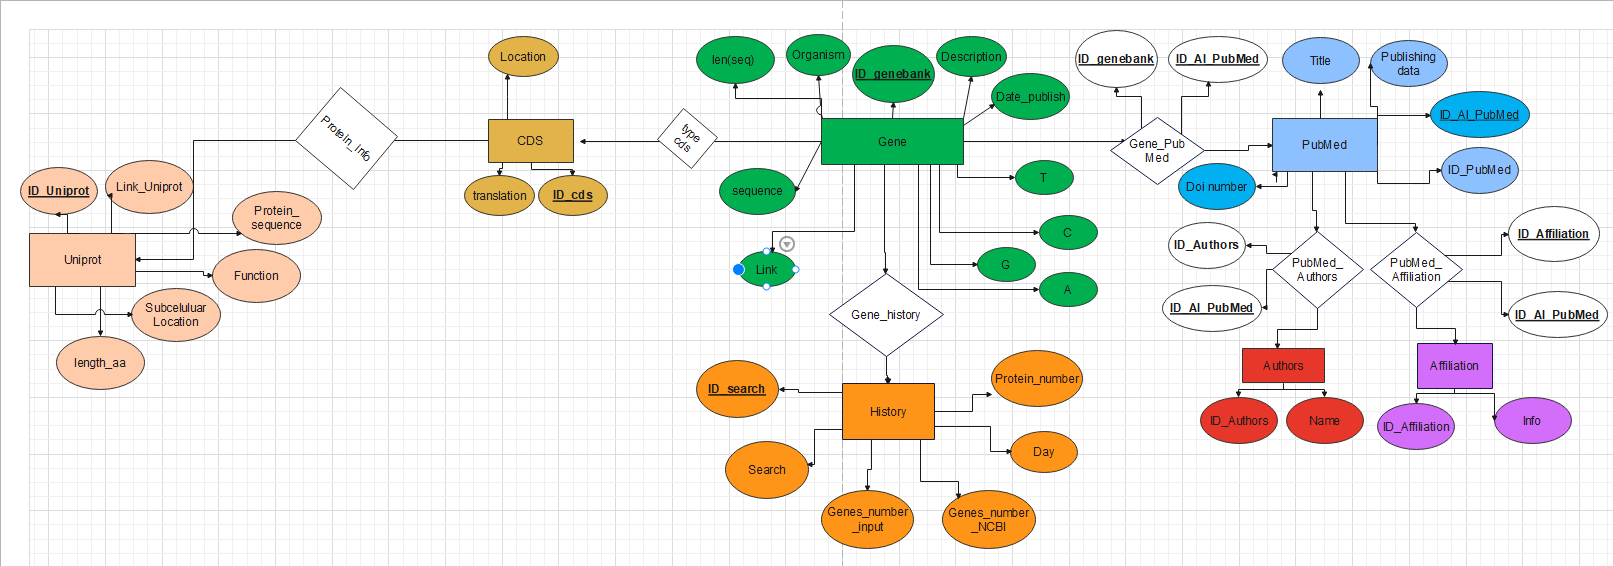 Location
len(seq)
Organism
ID_genebank
Description
Date_publish
ID_genebank
ID_AI_PubMed
Title
Publishing
data
ID_AI_PubMed
ID_PubMed
Doi number
Protein_info
CDS
type
cds
Gene
Gene_Pub
Med
PubMed
ID_Uniprot
Link_Uniprot
Protein_
sequence
translation
ID_cds
sequence
T
C
G
A
Link
Uniprot
Function
Subceluluar
Location
length_aa
Gene_history
ID_Authors
PubMed_
Authors
ID_AI_PubMed
PubMed_
Affiliation
ID_Affiliation
ID_AI_PubMed
Authors
ID_Authors
Name
Affiliation
ID_Affiliation
Info
ID_search
History
Protein_number
Search
Day
Genes_number
_input
Genes_number
_NCBI